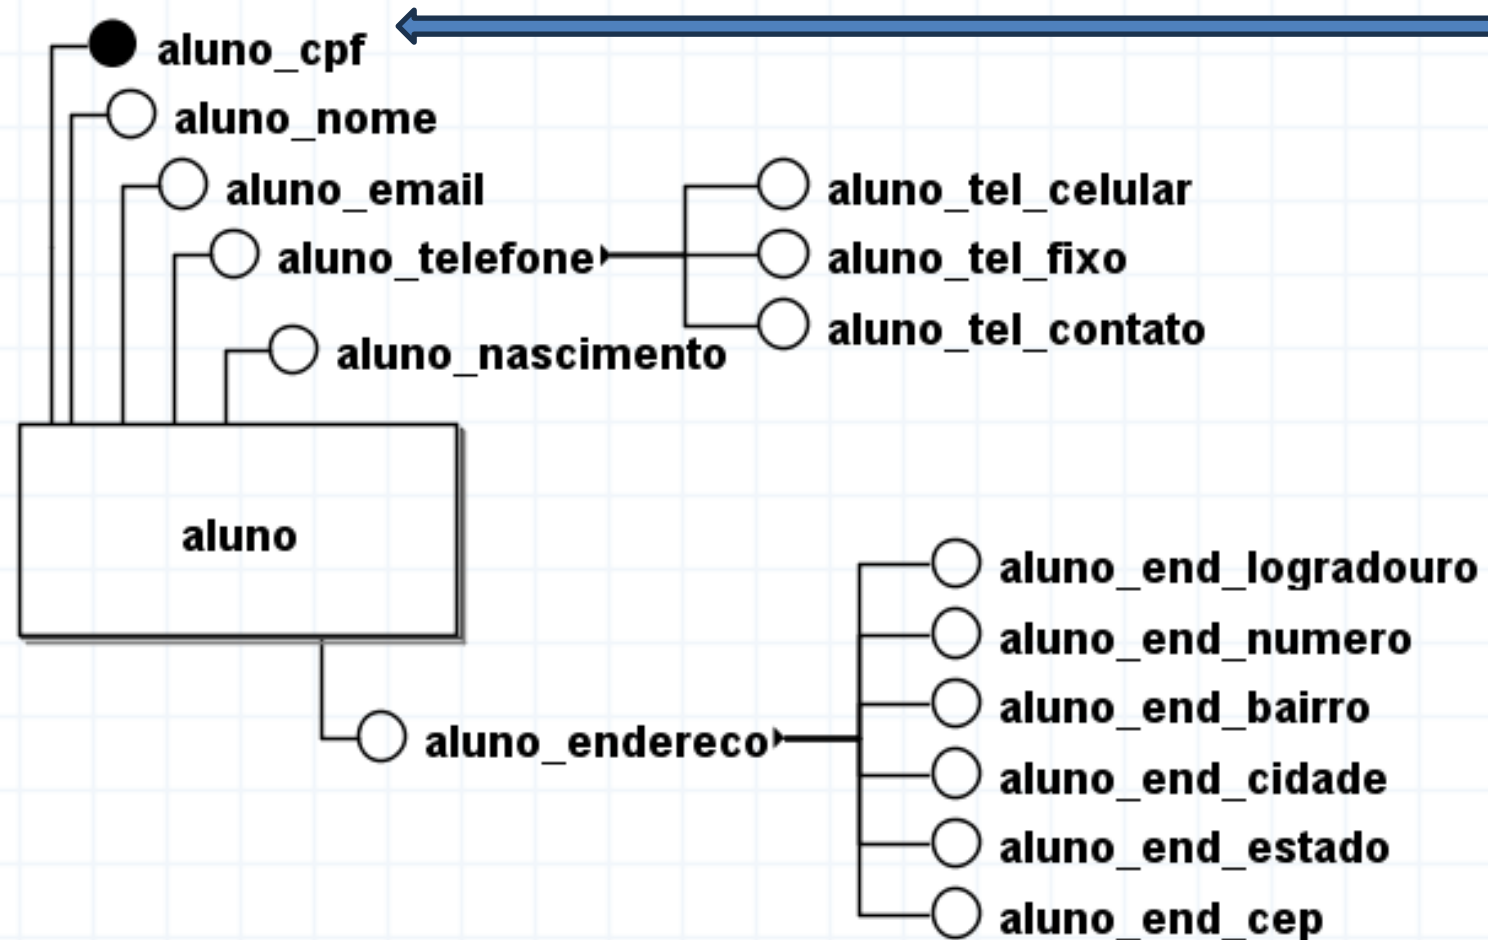 aluno_cpf
aluno_nome
aluno_email
aluno_telefone
aluno_tel_celular
aluno_tel_fixo
aluno_tel_contato
aluno_nascimento
aluno
aluno_endereco
aluno_end_logradouro
aluno_end_numero
aluno_end_bairro
aluno_end_cidade
aluno_end_estado
aluno_end_cep